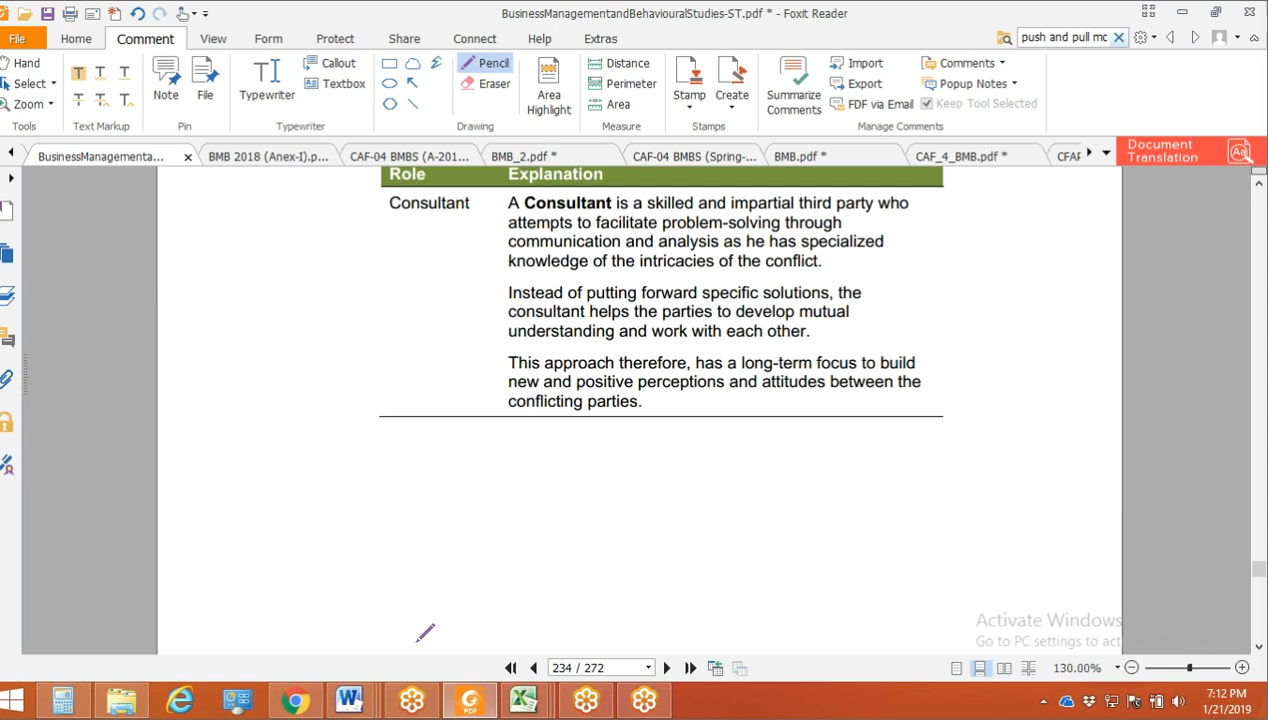 BusinessManagementandBehaviouralStudies-ST.pdf * - Foxit Reader
File Home Comment View Form Protect Share Connect Help Extras
push and pull mc
Hand
Select
Zoom
Tools
Text Markup
Note
File
Pin
Typewriter
Callout
Textbox
Typewriter
Pencil
Eraser
Area
Highlight
Drawing
Distance
Perimeter
Area
Measure
Stamp
Create
Stamps
Summarize
Comments
Import
Export
FDF via Email
Comments
Popup Notes
Keep Tool Selected
Manage Comments
BusinessManagementa... BMB 2018 (Anex-I).p... CAF-04 BMBS (A-201... BMB_2.pdf * CAF-04 BMBS (Spring-... BMB.pdf * CAF_4_BMB.pdf * CFAF
Document
Translation
Role Explanation
Consultant A Consultant is a skilled and impartial third party who
attempts to facilitate problem-solving through
communication and analysis as he has specialized
knowledge of the intricacies of the conflict.
Instead of putting forward specific solutions, the
consultant helps the parties to develop mutual
understanding and work with each other.
This approach therefore, has a long-term focus to build
new and positive perceptions and attitudes between the
conflicting parties.
Activate Windows
Go to PC settings to
234 / 272
130.00%
PDF
7:12 PM
1/21/2019